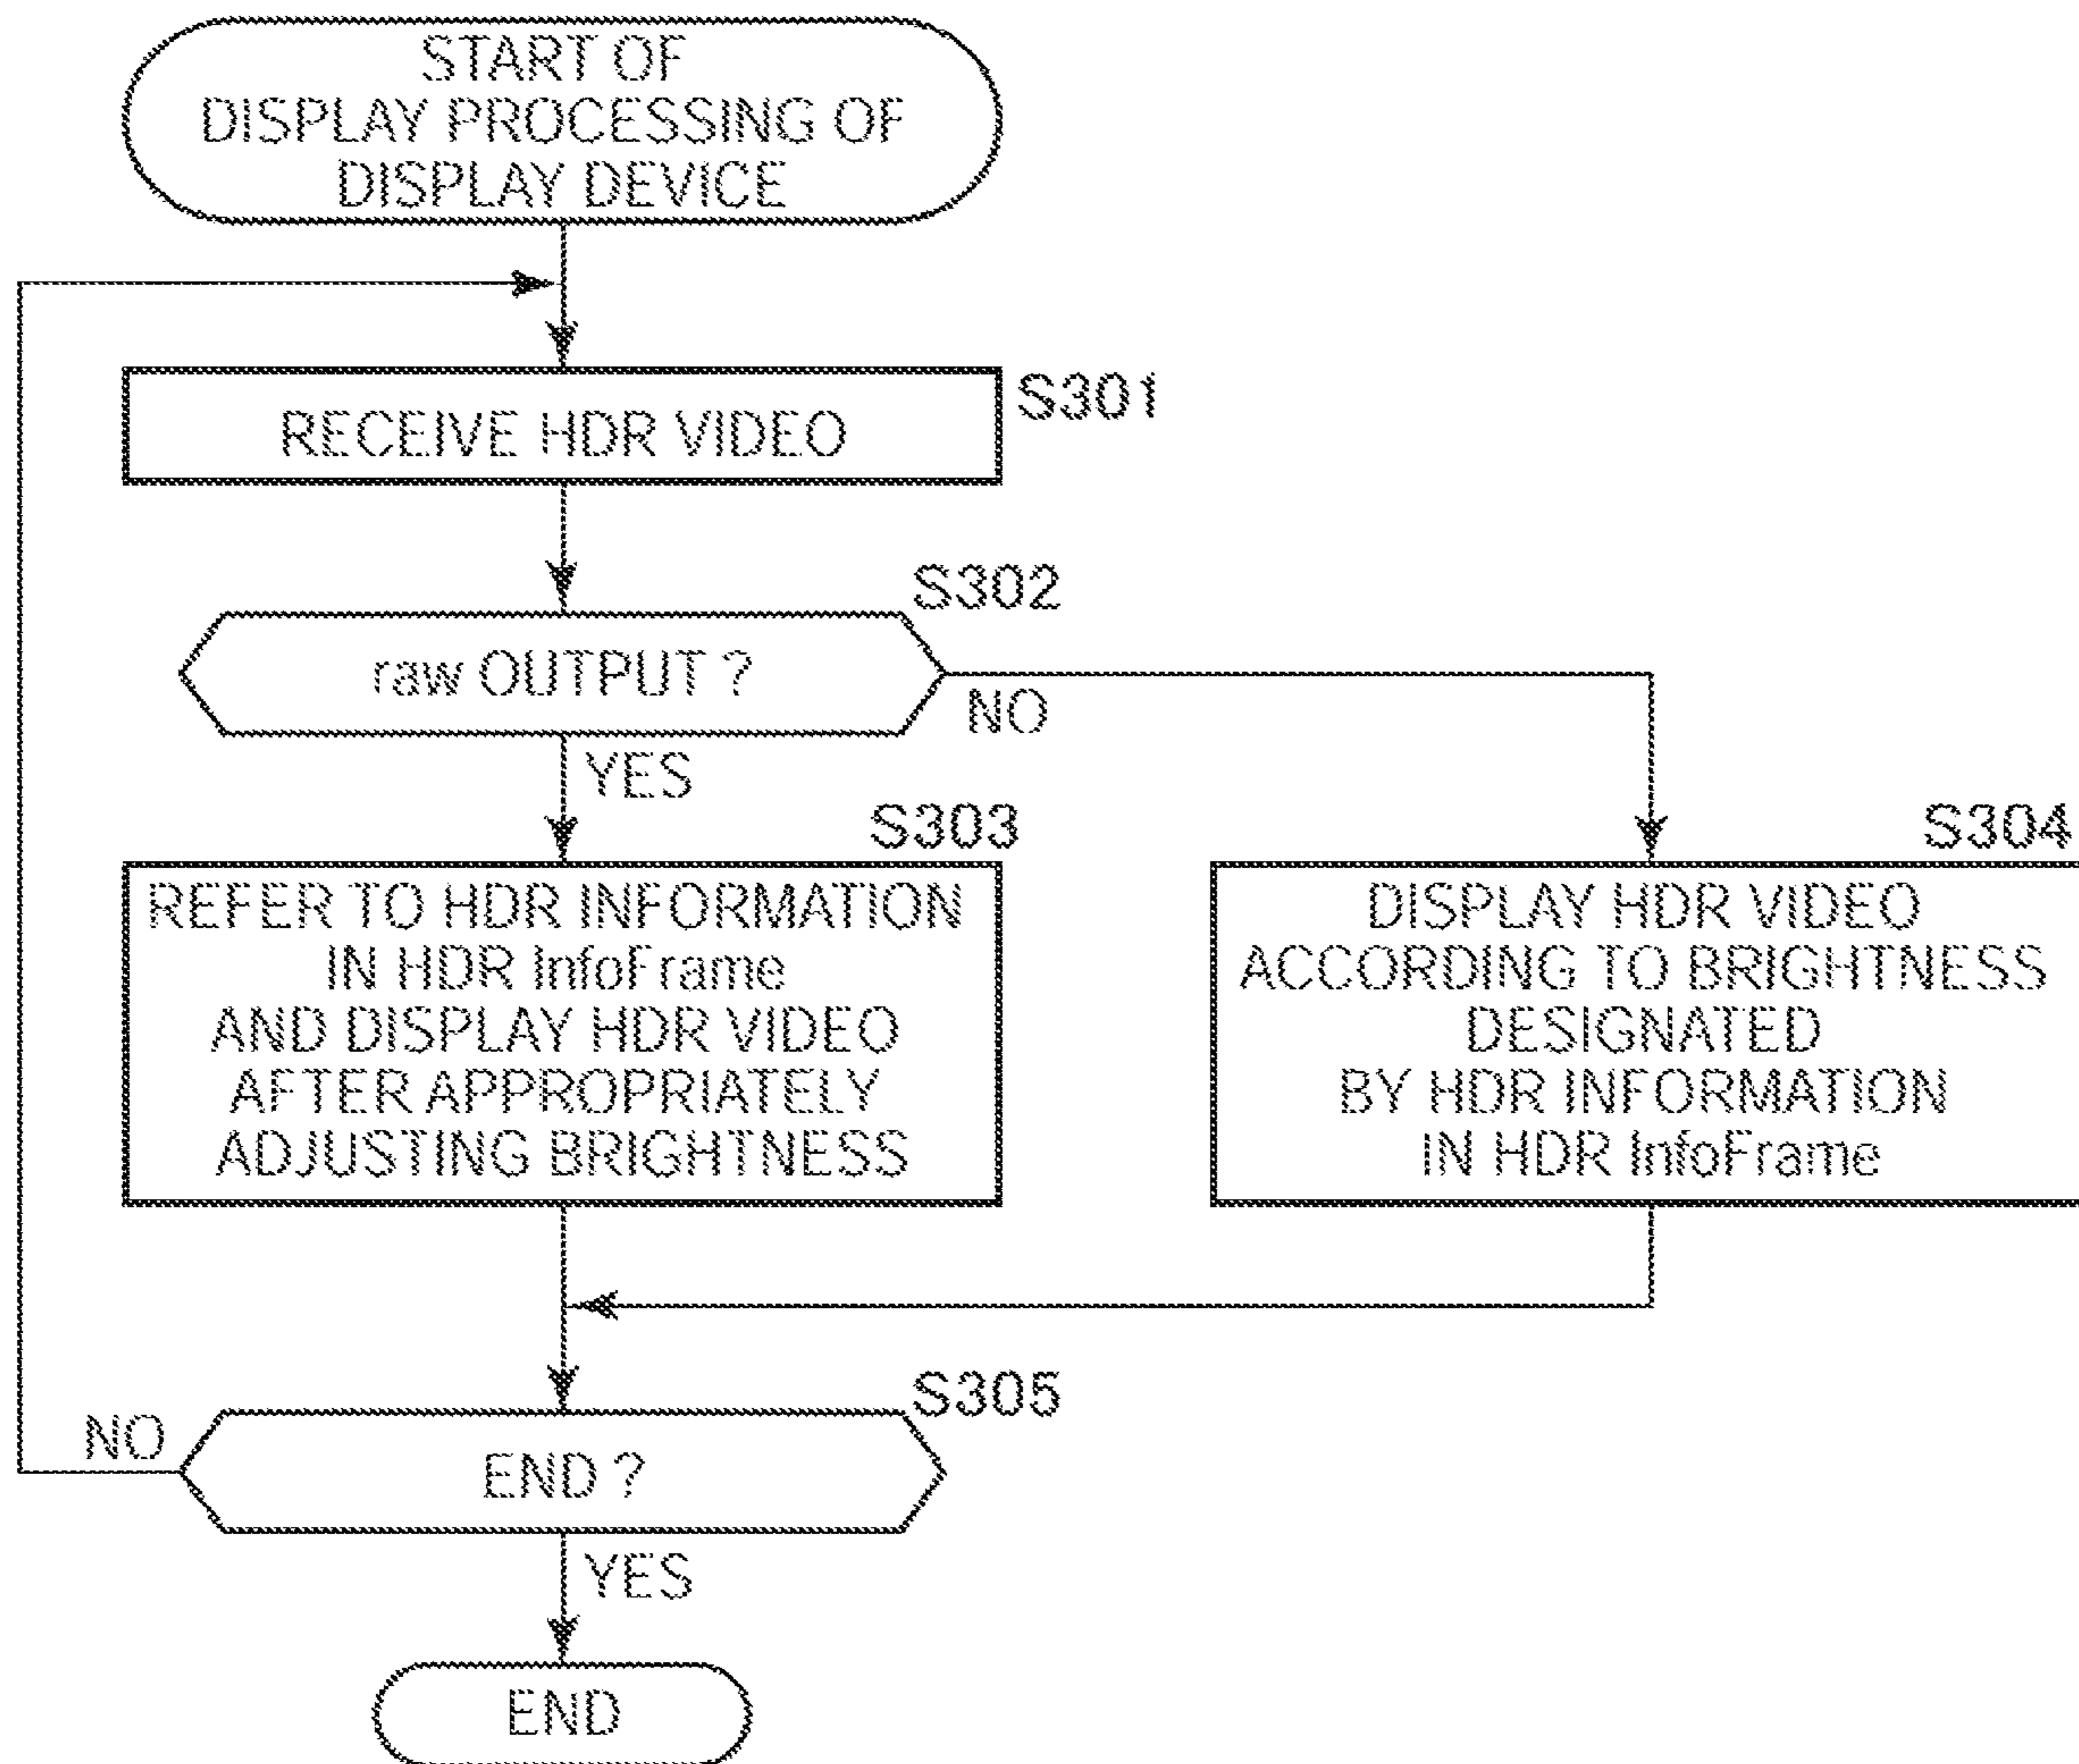 START OF
DISPLAY PROCESSING OF
DISPLAY DEVICE
RECEIVE HDR VIDEO
S301
S302
raw OUTPUT ?
NO
YES
S303
REFER TO HDR INFORMATION
IN HDR InfoFrame
AND DISPLAY HDR VIDEO
AFTER APPROPRIATELY
ADJUSTING BRIGHTNESS
S304
DISPLAY HDR VIDEO
ACCORDING TO BRIGHTNESS
DESIGNATED
BY HDR INFORMATION
IN HDR InfoFrame
S305
NO
END ?
YES
END